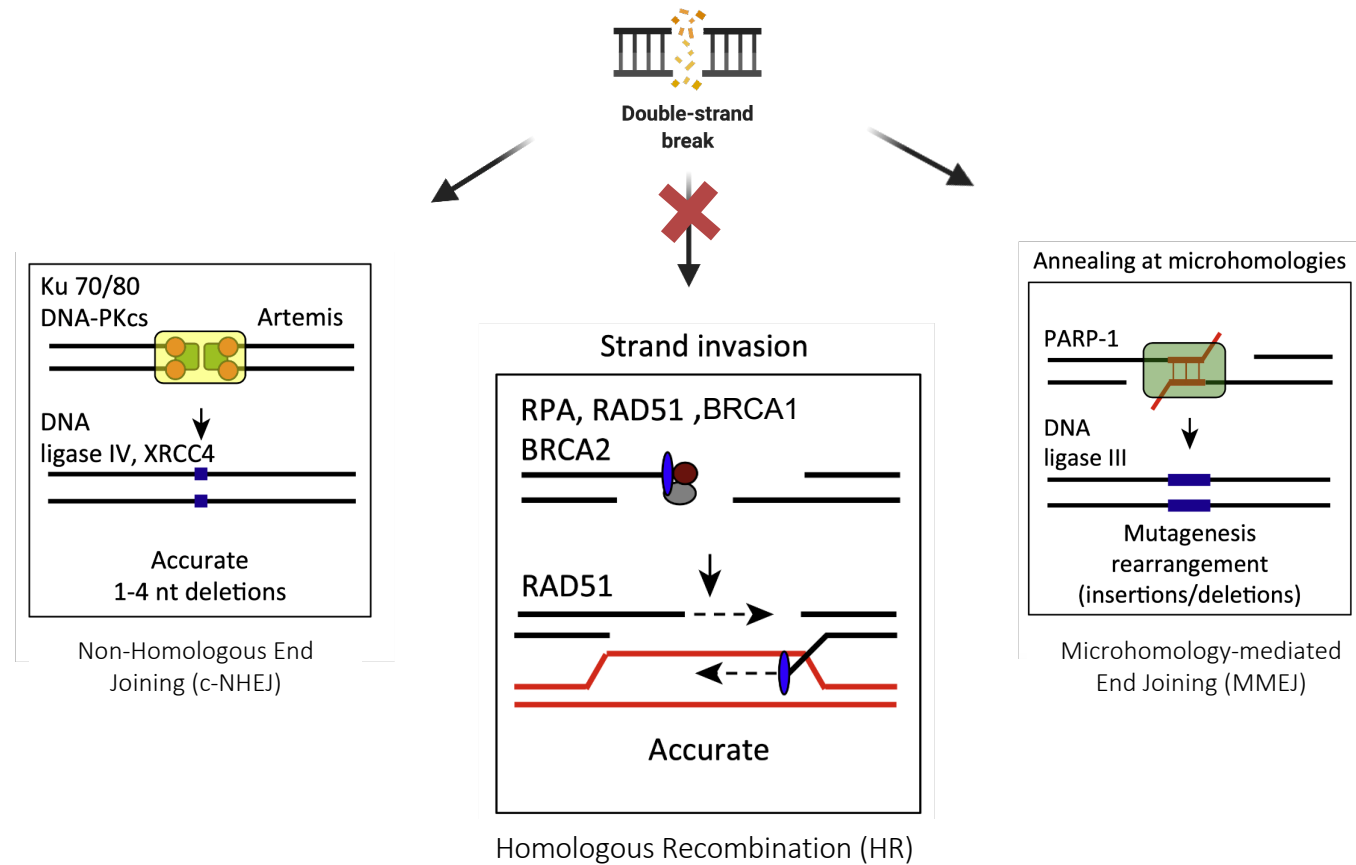 Double-strand
break
Ku 70/80
DNA-PKcs
Artemis
DNA
ligase IV, XRCC4
Accurate
1-4 nt deletions
Non-Homologous End
Joining (c-NHEJ)
Strand invasion
RPA, RAD51 ,BRCA1
BRCA2
RAD51
Accurate
Homologous Recombination (HR)
Annealing at microhomologies
PARP-1
DNA
ligase III
Mutagenesis
rearrangement
(insertions/deletions)
Microhomology-mediated
End Joining (MMEJ)